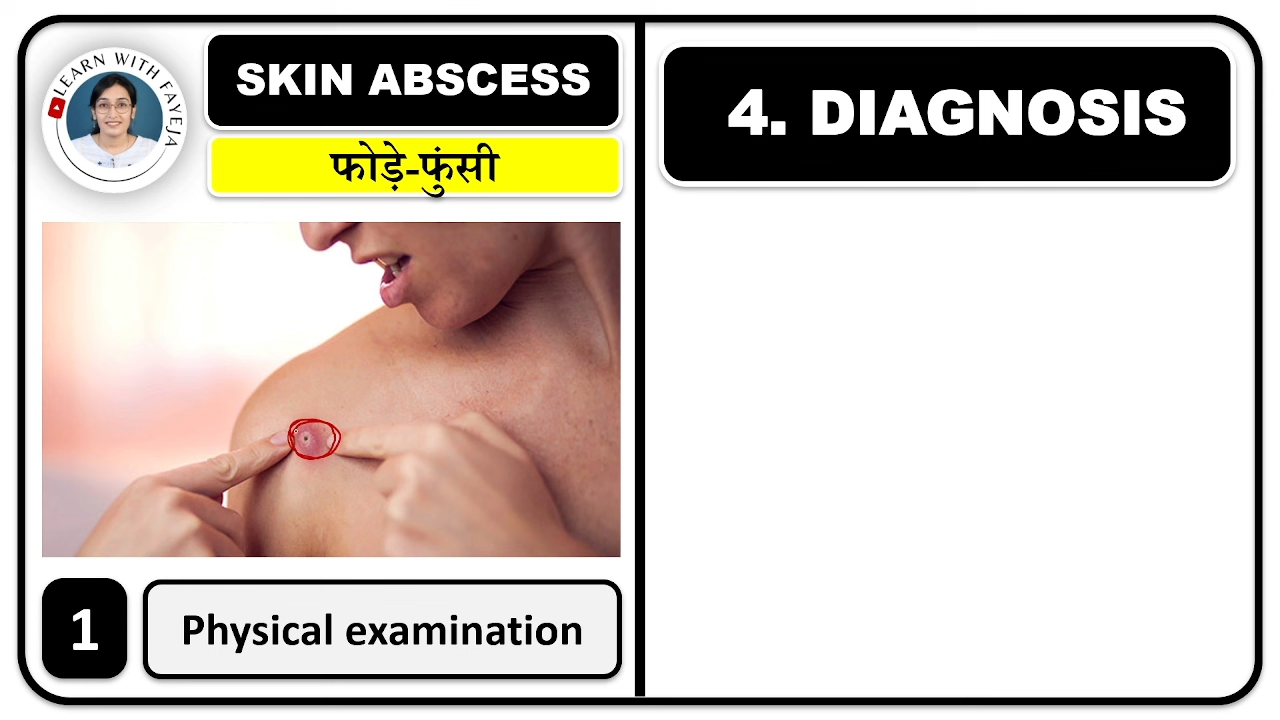 LEARN WITH FAYEJA
SKIN ABSCESS
फोड़े-फुंसी
4. DIAGNOSIS
1
Physical examination